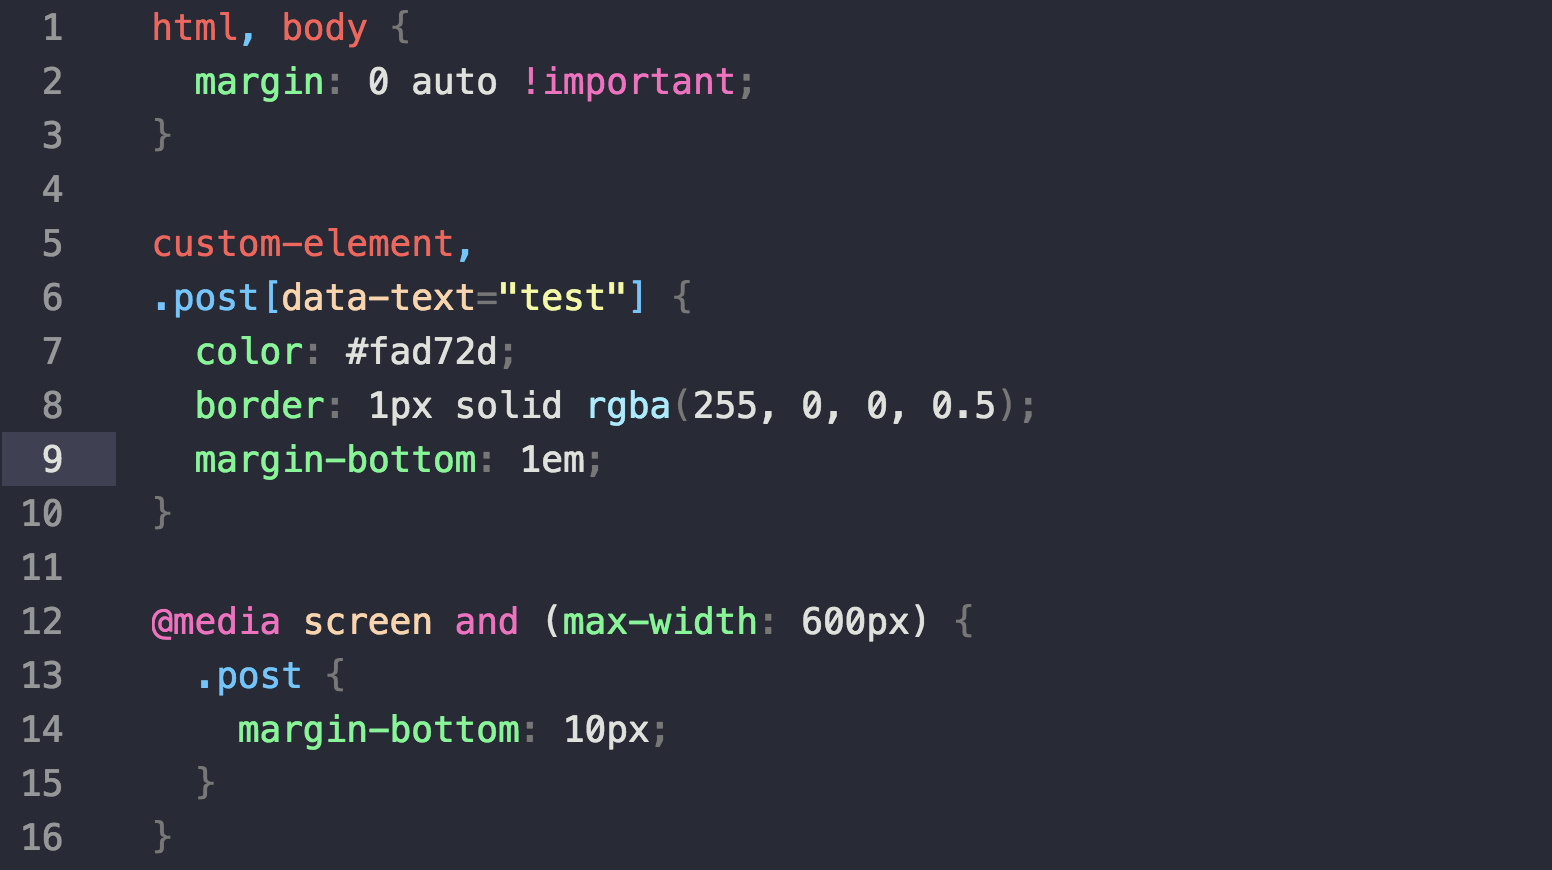 1 html, body {
2   margin: 0 auto !important;
3 }
4
5 custom-element,
6 .post[data-text="test"] {
7   color: #fad72d;
8   border: 1px solid rgba(255, 0, 0, 0.5);
9   margin-bottom: 1em;
10 }
11
12 @media screen and (max-width: 600px) {
13   .post {
14     margin-bottom: 10px;
15   }
16 }